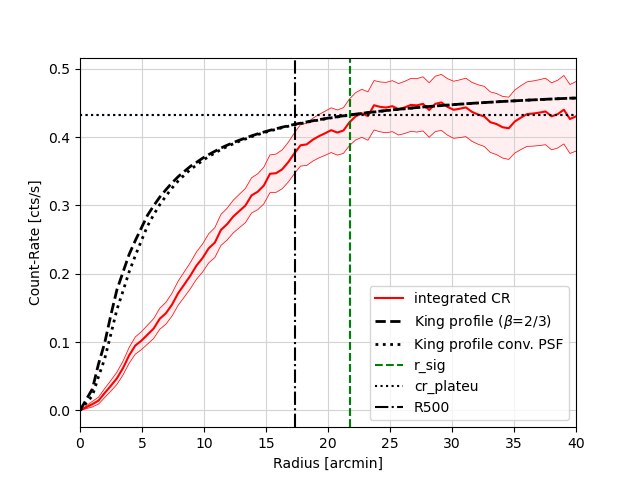 0.5
0.4
0.3
0.2
0.1
0.0
Count-Rate [cts/s]
integrated CR
King profile (β=2/3)
King profile conv. PSF
r_sig
cr_plateu
R500
0 5 10 15 20 25 30 35 40
Radius [arcmin]